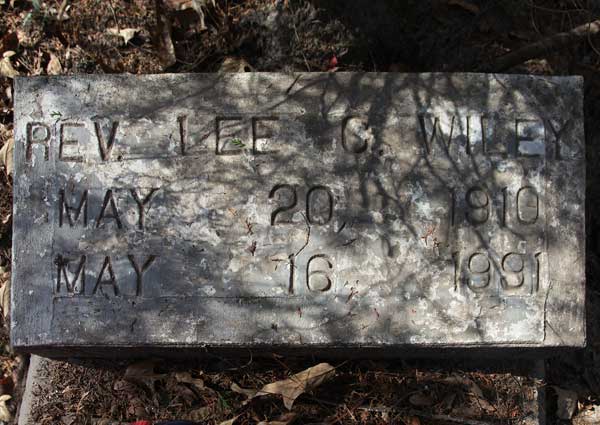 REV. LEE C. WILEY
MAY 20, 1910
MAY 16 1991